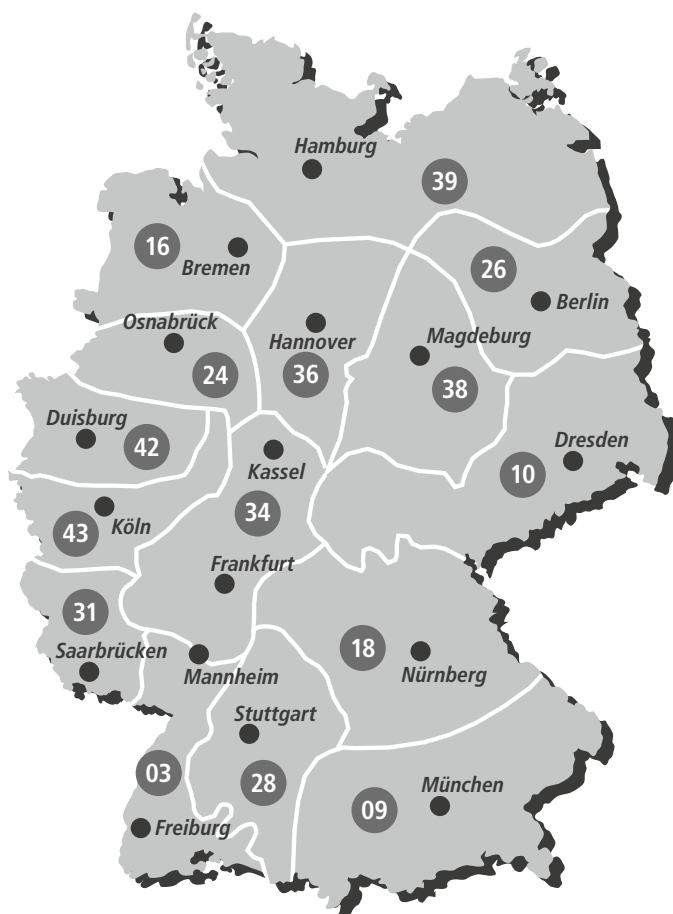 Hamburg
39
16
Bremen
26
Berlin
Osnabrück
Hannover
Magdeburg
24
36
38
Duisburg
42
Kassel
Dresden
10
43
Köln
34
Frankfurt
31
18
Saarbrücken
Mannheim
Nürnberg
Stuttgart
03
28
09
München
Freiburg